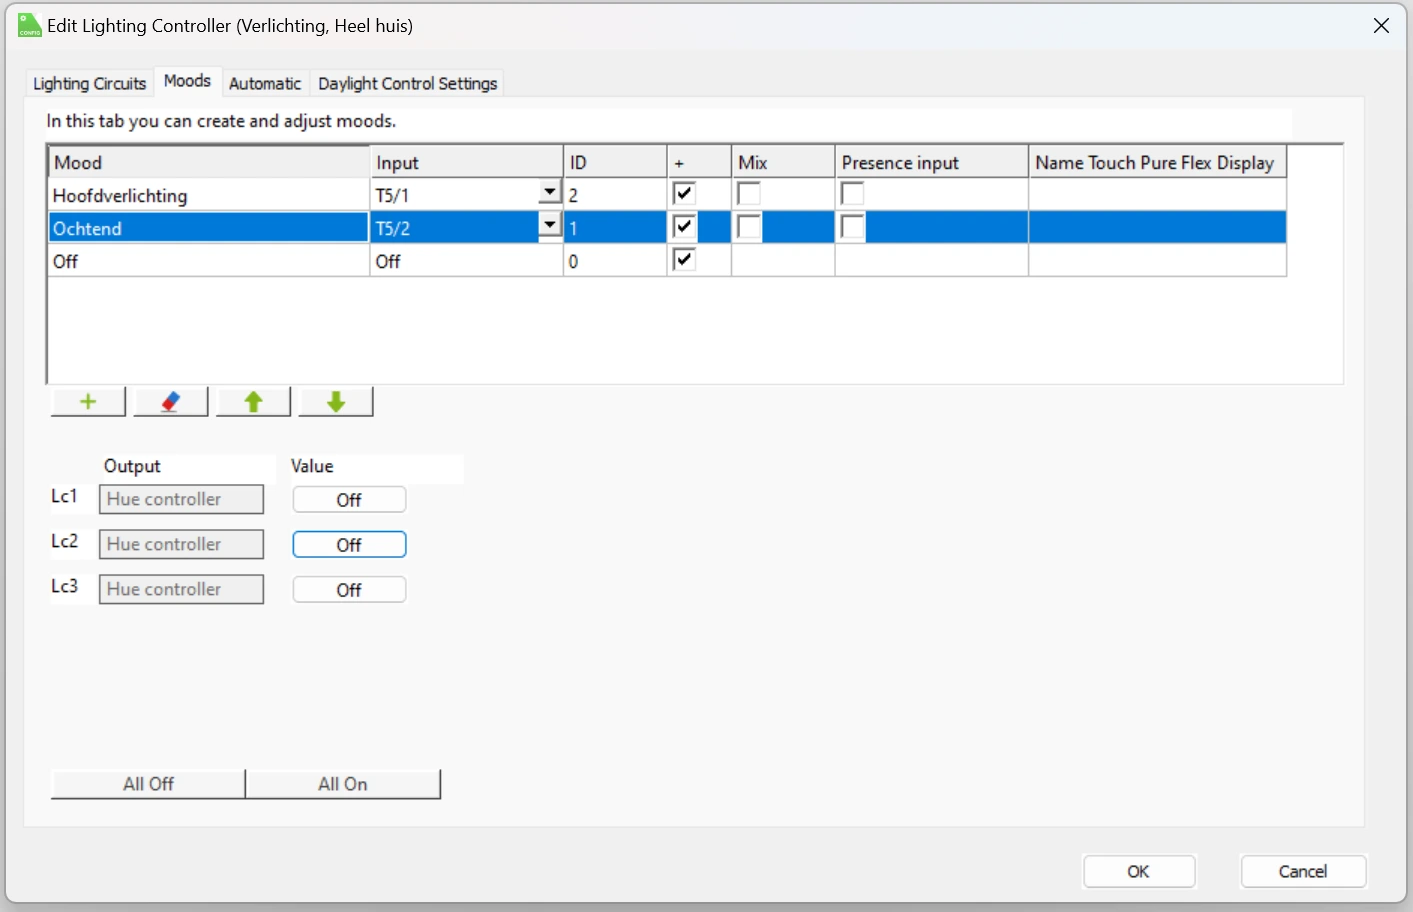 CONFIG Edit Lighting Controller (Verlichting, Heel huis)
Lighting Circuits Moods Automatic Daylight Control Settings
In this tab you can create and adjust moods.
Mood Input ID + Mix Presence input Name Touch Pure Flex Display
Hoofdverlichting T5/1 2
Ochtend T5/2 1
Off Off 0
Output Value
Lc1 Hue controller Off
Lc2 Hue controller Off
Lc3 Hue controller Off
All Off All On
OK Cancel